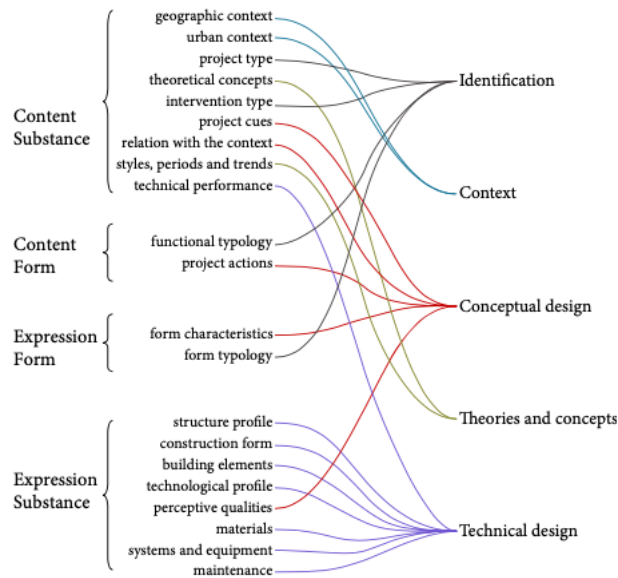 geographic context
urban context
project type
theoretical concepts
Identification
intervention type
Content
Substance
project cues
relation with the context
styles, periods and trends
technical performance
Context
Content
Form
functional typology
project actions
Conceptual design
Expression
Form
form characteristics
form typology
Theories and concepts
structure profile
construction form
building elements
Expression
Substance
technological profile
perceptive qualities
materials
Technical design
systems and equipment
maintenance